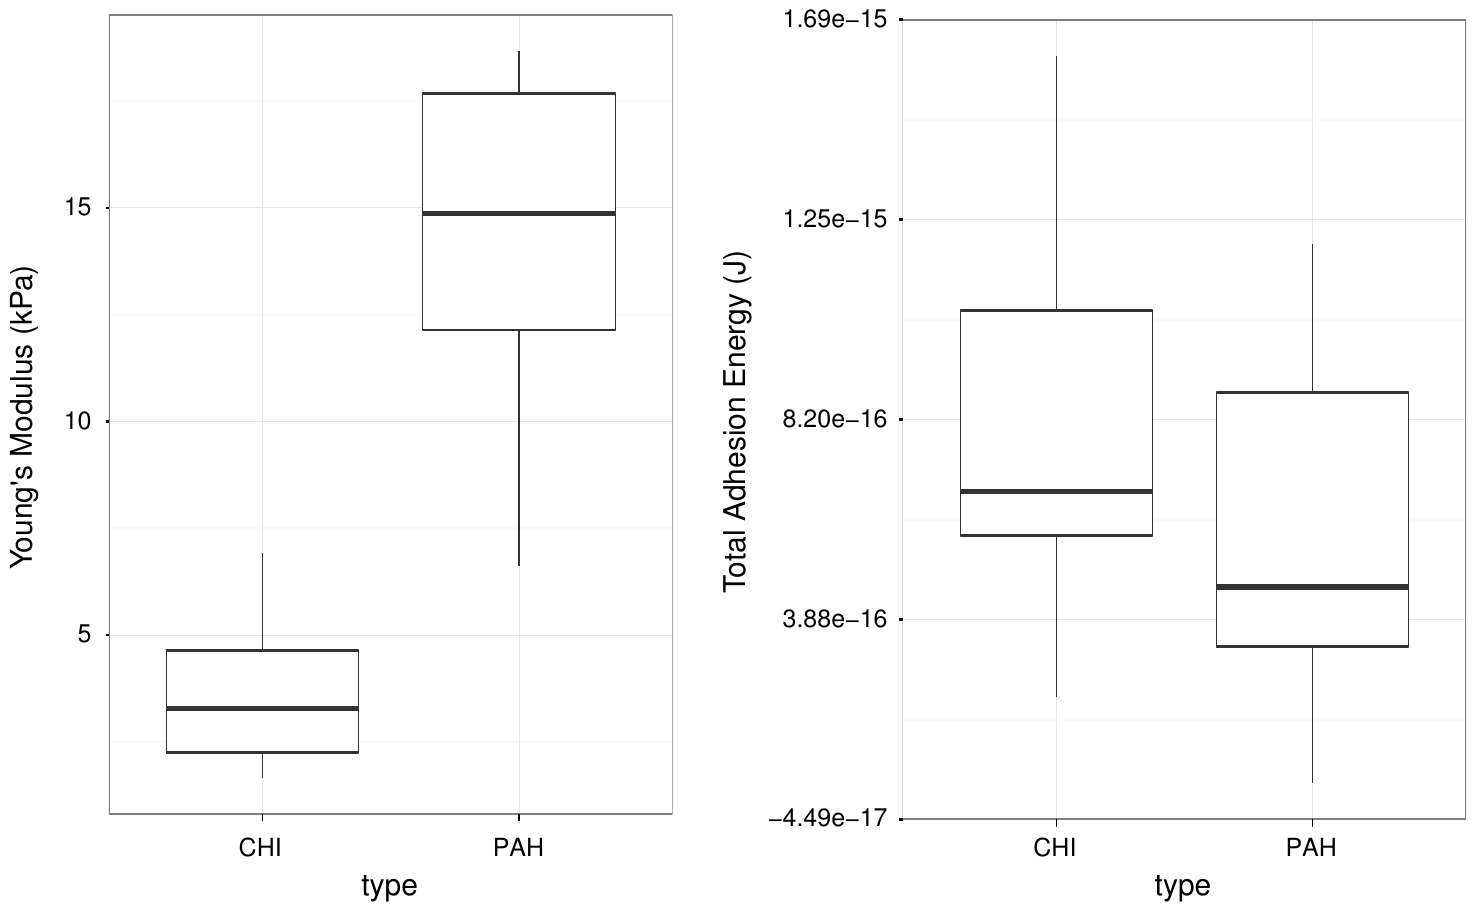 Young's Modulus (kPa)
15
10
5
CHI
PAH
type
Total Adhesion Energy (J)
1.69e−15
1.25e−15
8.20e−16
3.88e−16
−4.49e−17
CHI
PAH
type